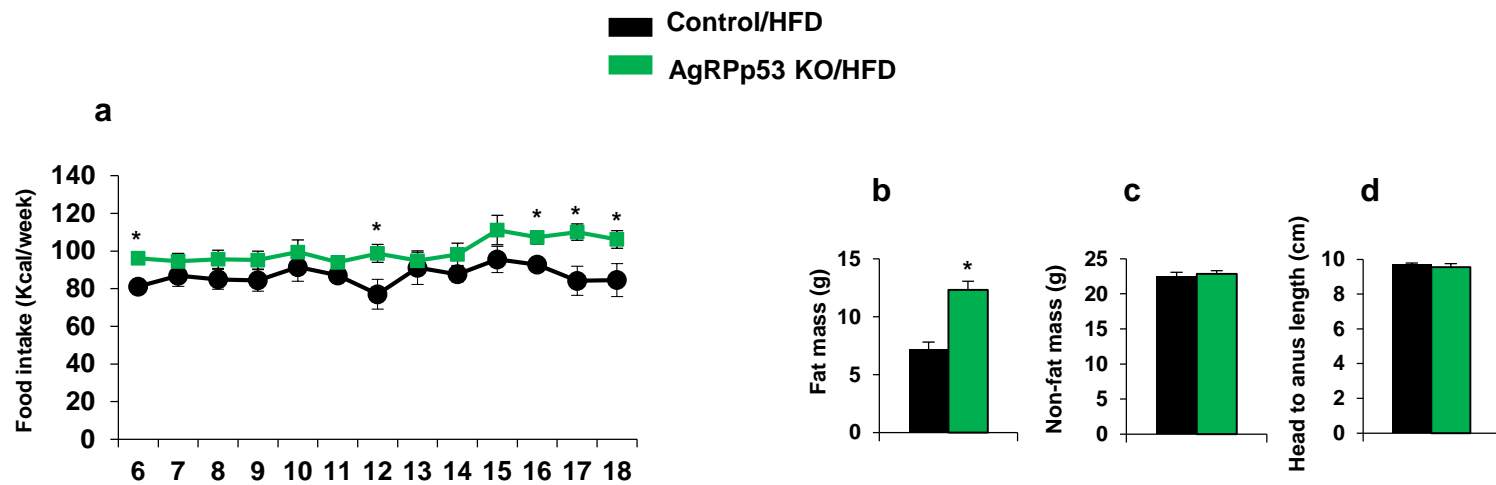 Control/HFD
AgRPp53 KO/HFD
a
Food intake (Kcal/week)
140
120
100
80
60
40
20
0
* * * * *
6 7 8 9 10 11 12 13 14 15 16 17 18
b
Fat mass (g)
15
10
5
0
*
c
Non-fat mass (g)
25
20
15
10
5
0
d
Head to anus length (cm)
10
8
6
4
2
0